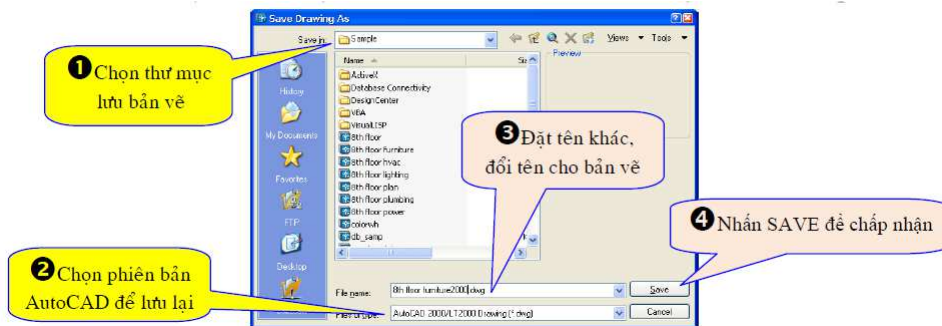 Save Drawing As
Save in: Sample
Views Tools
❶Chọn thư mục
lưu bản vẽ
Name
Preview
History
My Documents
Favorites
FTP
Desktop
ActiveX
Database Connectivity
DesignCenter
VBA
VisualLISP
8th floor
8th floor furniture
8th floor hvac
8th floor lighting
8th floor plan
8th floor plumbing
8th floor power
colorwh
db_samp
❸Đặt tên khác,
đổi tên cho bản vẽ
❹Nhấn SAVE để chấp nhận
❷Chọn phiên bản
AutoCAD để lưu lại
File name: 8th floor furniture2000.dwg Save
Files of type: AutoCAD 2000/LT2000 Drawing (*.dwg) Cancel